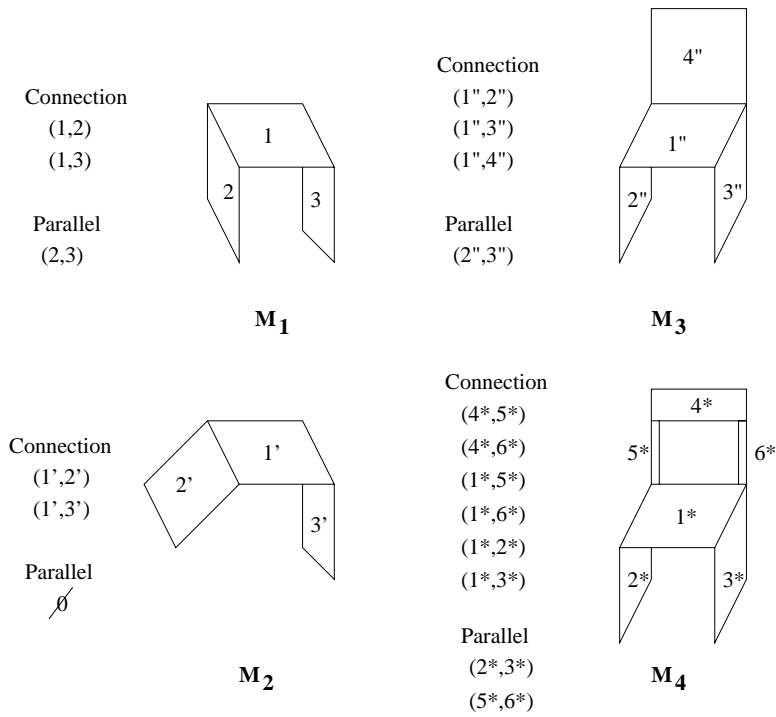 Connection
(1,2)
(1,3)
Parallel
(2,3)
1
2
3
M1
Connection
(1",2")
(1",3")
(1",4")
Parallel
(2",3")
4"
1"
2"
3"
M3
Connection
(1’,2’)
(1’,3’)
Parallel
0
1’
2’
3’
M2
Connection
(4*,5*)
(4*,6*)
(1*,5*)
(1*,6*)
(1*,2*)
(1*,3*)
Parallel
(2*,3*)
(5*,6*)
4*
5*
6*
1*
2*
3*
M4